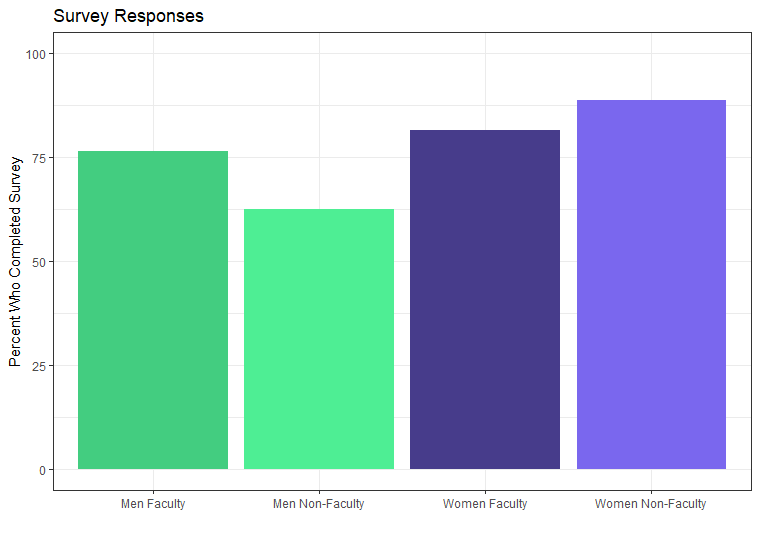 Survey Responses
Percent Who Completed Survey
100
75
50
25
0
Men Faculty
Men Non-Faculty
Women Faculty
Women Non-Faculty